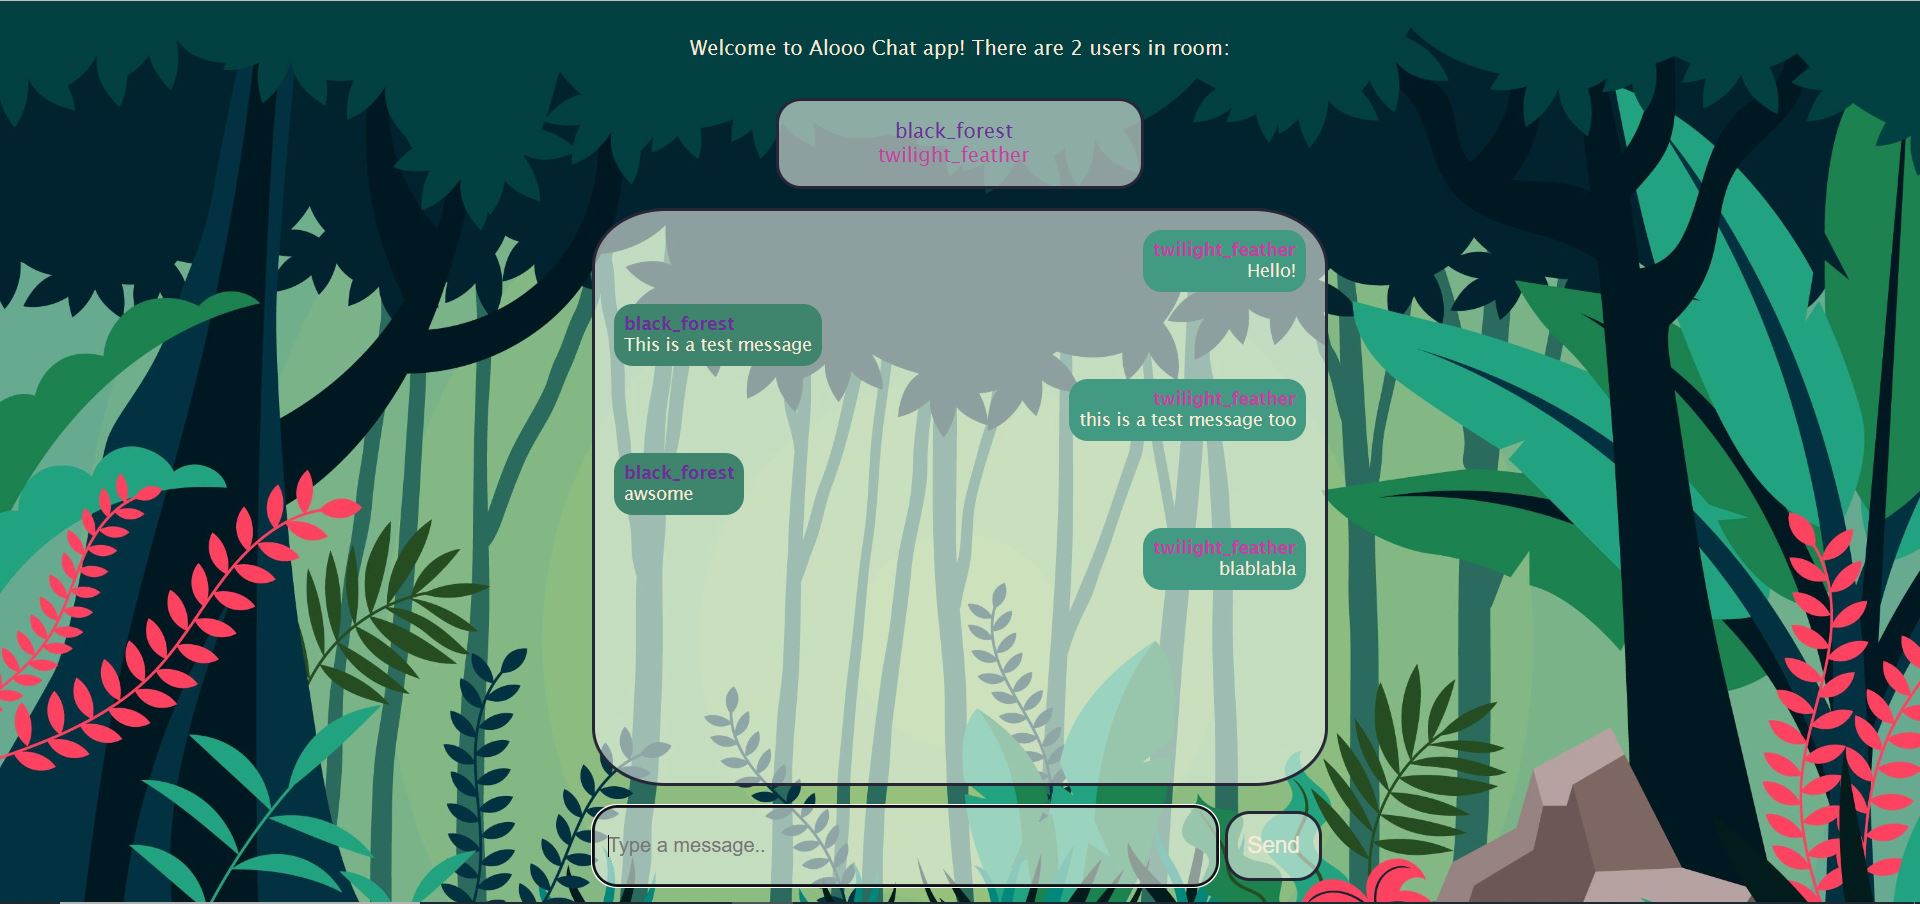 Welcome to Alooo Chat app! There are 2 users in room:
black_forest
twilight_feather
twilight_feather
Hello!
black_forest
This is a test message
twilight_feather
this is a test message too
black_forest
awsome
twilight_feather
blablabla
Type a message..
Send